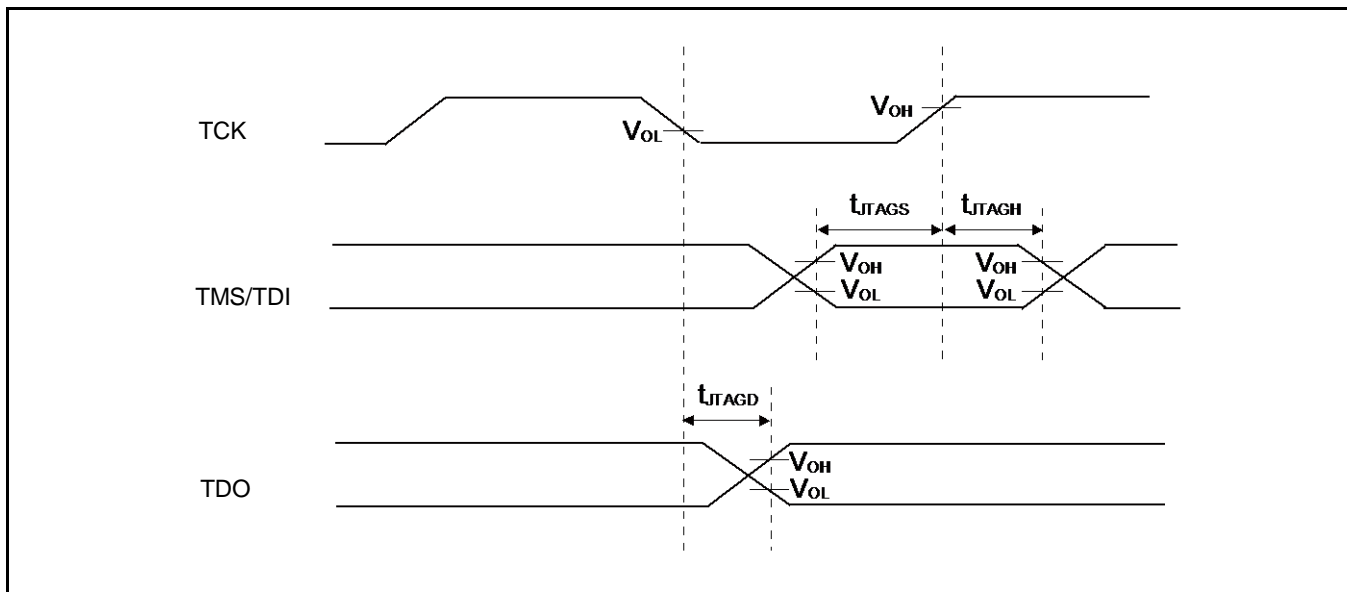 TCK
VOL
VOH
tJTAGS
tJTAGH
TMS/TDI
VOH
VOH
VOL
VOL
tJTAGD
TDO
VOH
VOL